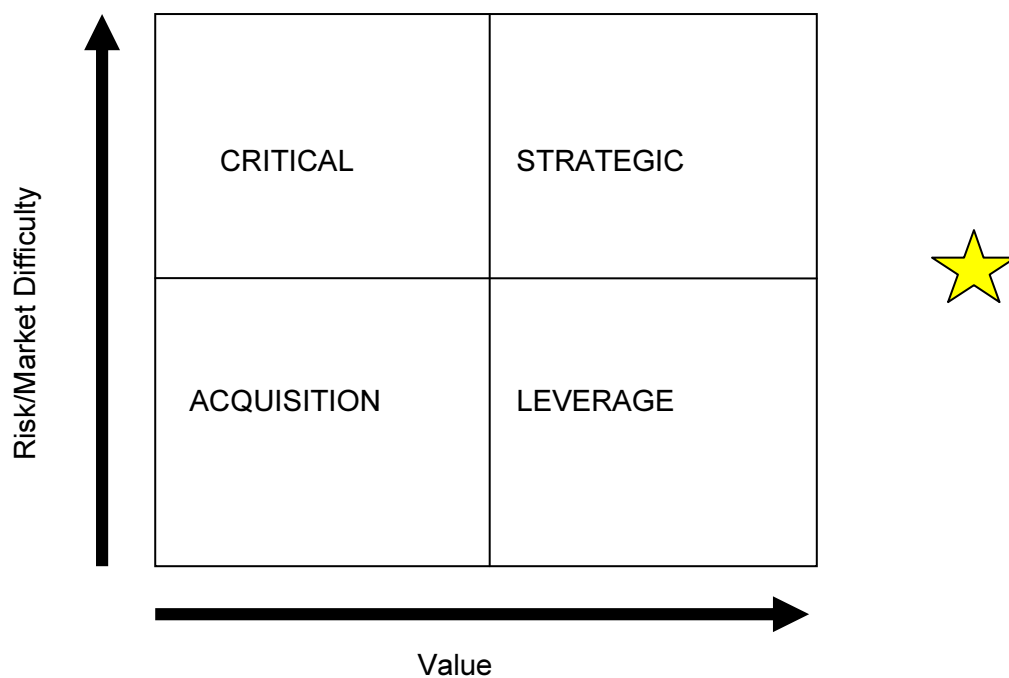 CRITICAL
STRATEGIC
Risk/Market Difficulty
ACQUISITION
LEVERAGE
Value